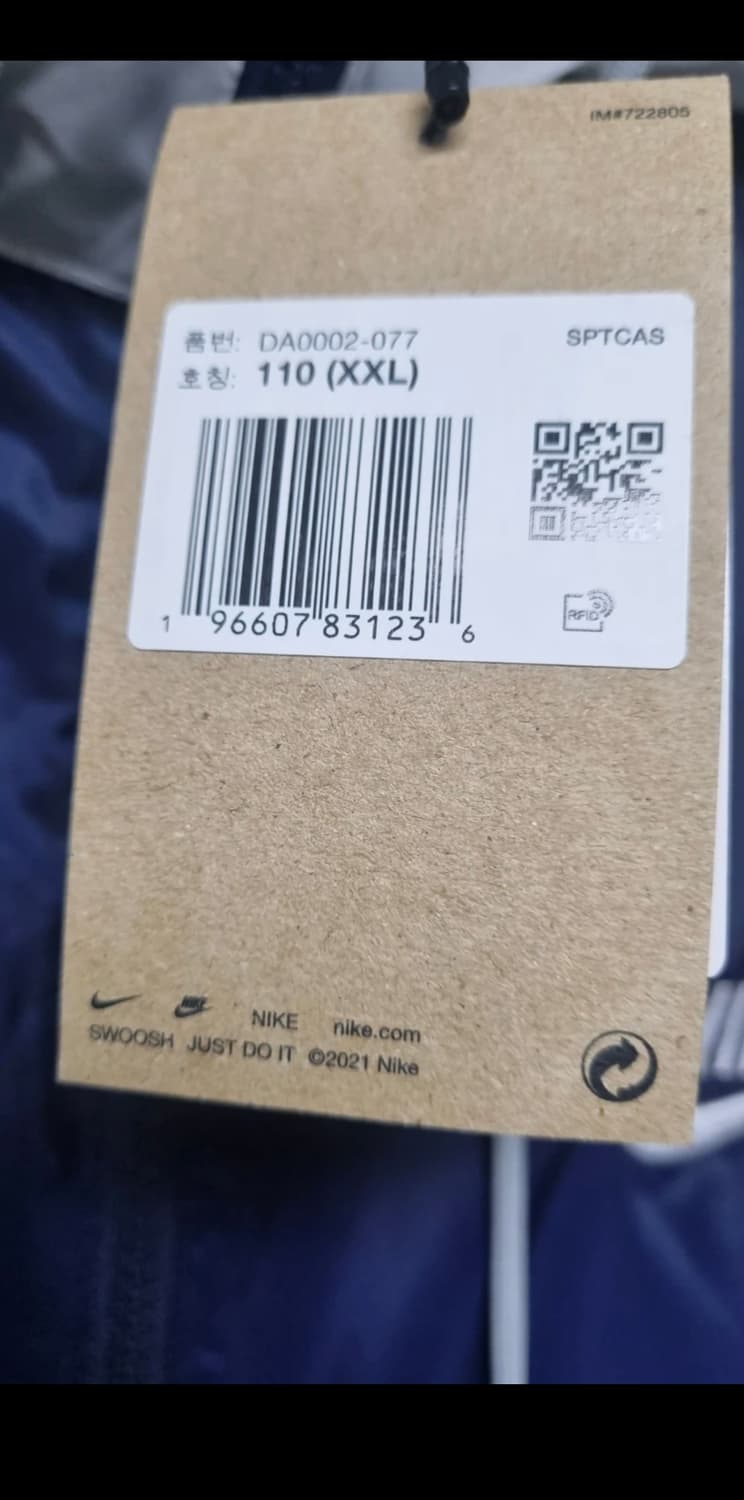 IM#722805
품번: DA0002-077 SPTCAS
호칭: 110 (XXL)
RFID
1 96607 83123 6
NIKE NIKE nike.com
SWOOSH JUST DO IT ©2021 Nike